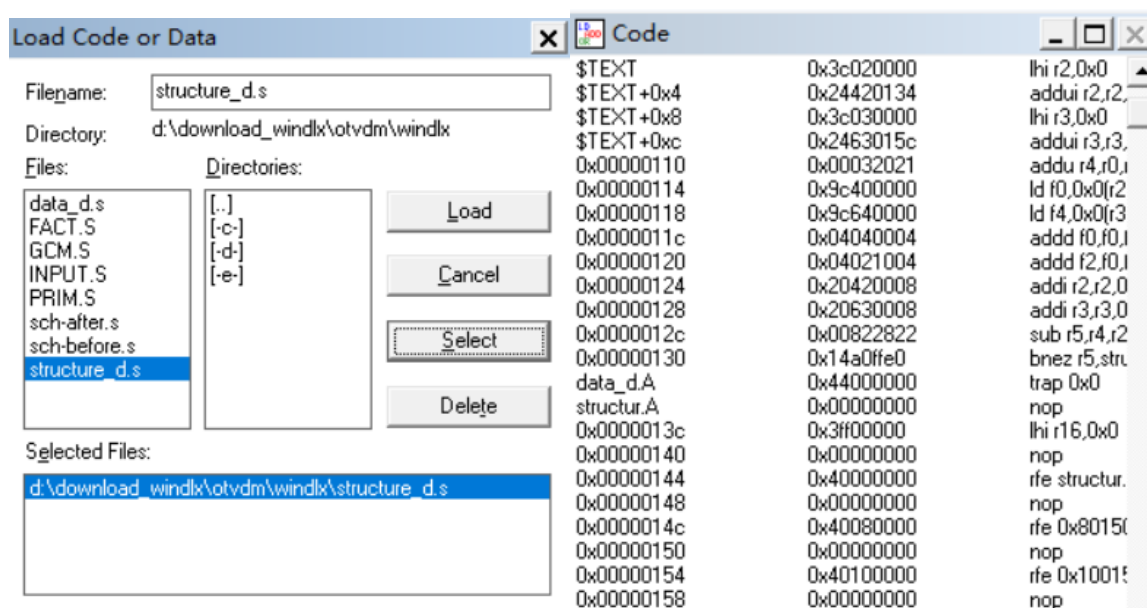 Load Code or Data
Filename: structure_d.s
Directory: d:\download_windlx\otvdm\windlx
Files: Directories:
data_d.s
FACT.S
GCM.S
INPUT.S
PRIM.S
sch-after.s
sch-before.s
structure_d.s
[..]
[-c-]
[-d-]
[-e-]
Load
Cancel
Select
Delete
Selected Files:
d:\download_windlx\otvdm\windlx\structure_d.s
Code
$TEXT 0x3c020000 lhi r2,0x0
$TEXT+0x4 0x24420134 addui r2,r2,
$TEXT+0x8 0x3c030000 lhi r3,0x0
$TEXT+0xc 0x2463015c addui r3,r3,
0x00000110 0x00032021 addu r4,r0,
0x00000114 0x9c400000 ld f0,0x0(r2
0x00000118 0x9c640000 ld f4,0x0(r3
0x0000011c 0x04040004 addd f0,f0,
0x00000120 0x04021004 addd f2,f0,
0x00000124 0x20420008 addi r2,r2,0
0x00000128 0x20630008 addi r3,r3,0
0x0000012c 0x00822822 sub r5,r4,r2
0x00000130 0x14a0ffe0 bnez r5,stru
data_d.A 0x44000000 trap 0x0
structur.A 0x00000000 nop
0x0000013c 0x3ff00000 lhi r16,0x0
0x00000140 0x00000000 nop
0x00000144 0x40000000 rfe structur.
0x00000148 0x00000000 nop
0x0000014c 0x40080000 rfe 0x80150
0x00000150 0x00000000 nop
0x00000154 0x40100000 rfe 0x10015
0x00000158 0x00000000 nop